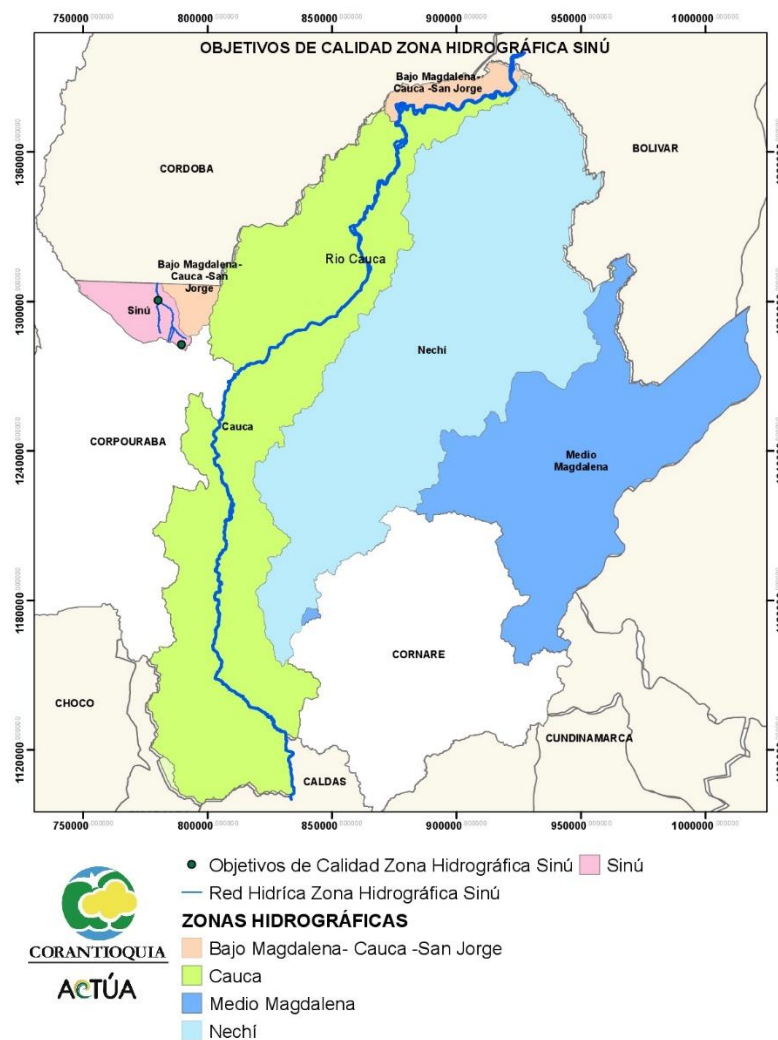 750000 800000 850000 900000 950000 1000000
OBJETIVOS DE CALIDAD ZONA HIDROGRÁFICA SINÚ
Bajo Magdalena-
Cauca -San Jorge
1360000
BOLIVAR
CORDOBA
Rio Cauca
Bajo Magdalena-
Cauca -San
Jorge
1300000
Sinú
Nechí
Cauca
CORPOURABA
1240000
Medio
Magdalena
1180000
CORNARE
CHOCO
CUNDINAMARCA
1120000
CALDAS
750000 800000 850000 900000 950000 1000000
Objetivos de Calidad Zona Hidrográfica Sinú
Sinú
Red Hidríca Zona Hidrográfica Sinú
ZONAS HIDROGRÁFICAS
Bajo Magdalena- Cauca -San Jorge
Cauca
Medio Magdalena
Nechí
CORANTIOQUIA
ACTÚA